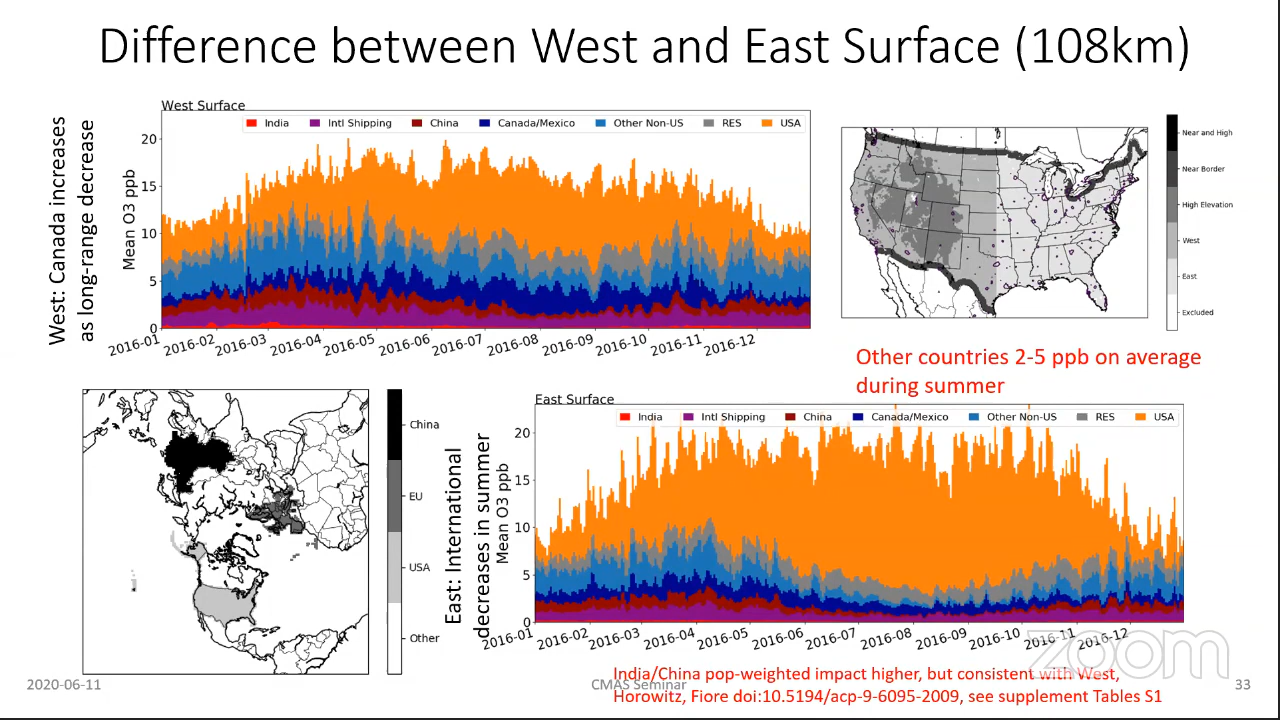 Difference between West and East Surface (108km)
West: Canada increases
as long-range decrease
West Surface
India Intl Shipping China Canada/Mexico Other Non-US RES USA
Mean O3 ppb
20
15
10
5
0
2016-01 2016-02 2016-03 2016-04 2016-05 2016-06 2016-07 2016-08 2016-09 2016-10 2016-11 2016-12
Near and High
Near Border
High Elevation
West
East
Excluded
Other countries 2-5 ppb on average
during summer
China
EU
USA
Other
East: International
decreases in summer
East Surface
India Intl Shipping China Canada/Mexico Other Non-US RES USA
Mean O3 ppb
20
15
10
5
0
2016-01 2016-02 2016-03 2016-04 2016-05 2016-06 2016-07 2016-08 2016-09 2016-10 2016-11 2016-12
zoom
India/China pop-weighted impact higher, but consistent with West,
Horowitz, Fiore doi:10.5194/acp-9-6095-2009, see supplement Tables S1
2020-06-11
CMAS Seminar
33